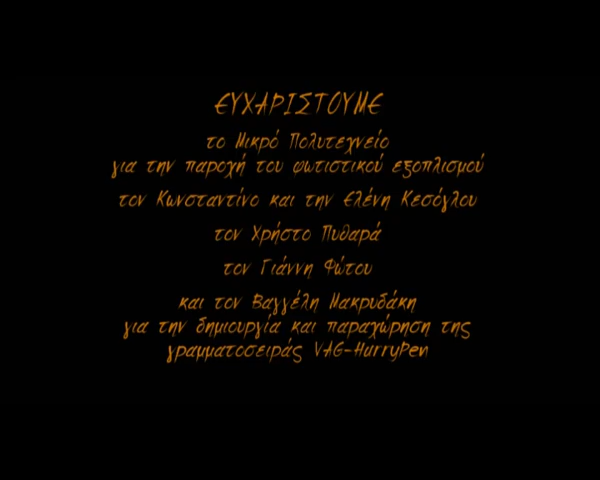 ΕΥΧΑΡΙΣΤΟΥΜΕ
το Μικρό Πολυτεχνείο
για την παροχή του φωτιστικού εξοπλισμού
τον Κωνσταντίνο και την Ελένη Κεσόγλου
τον Χρήστο Πυθαρά
τον Γιάννη Φώτου
και τον Βαγγέλη Μακρυδάκη
για την δημιουργία και παραχώρηση της
γραμματοσειράς VAG-HurryPen